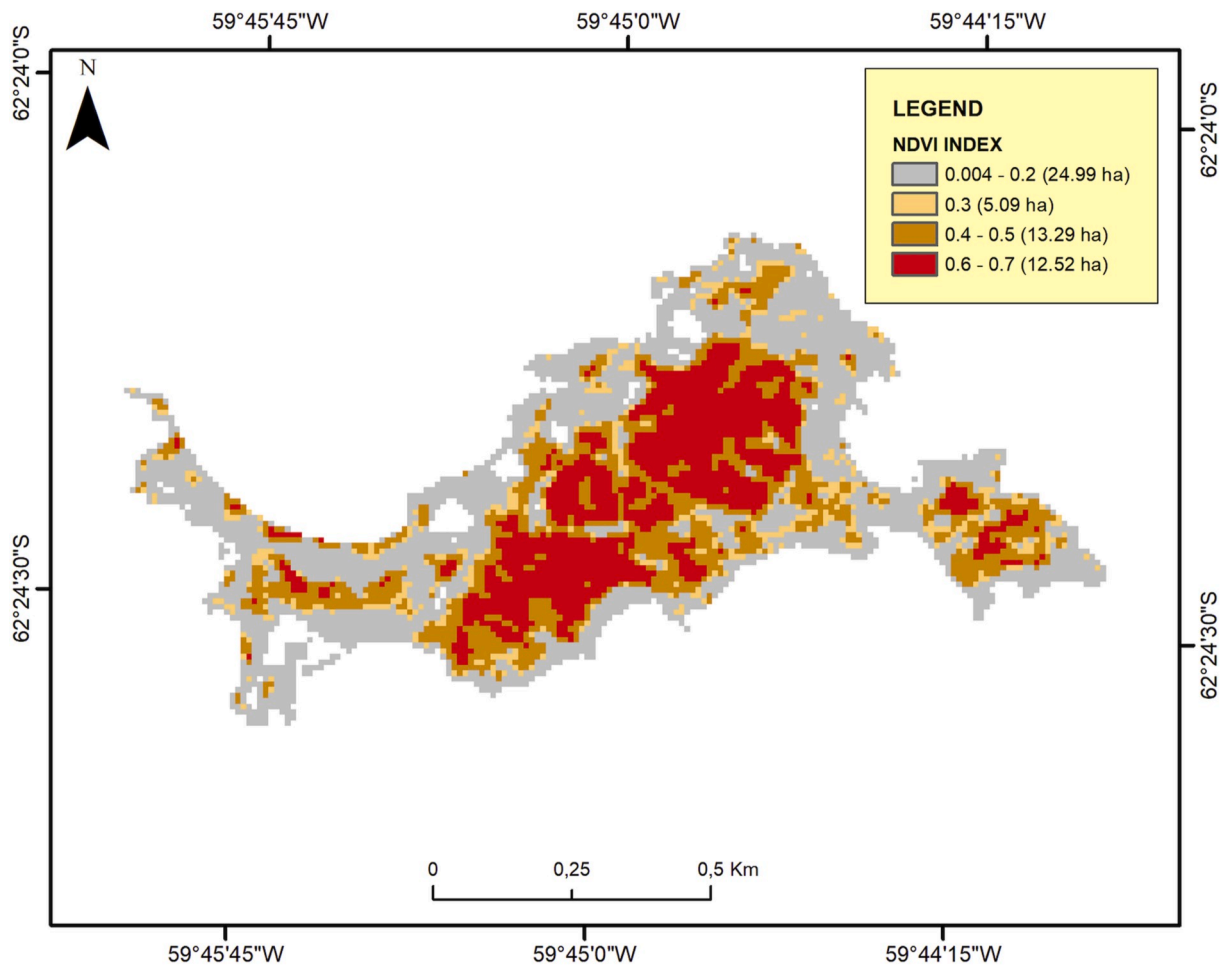 59°45'45"W 59°45'0"W 59°44'15"W
62°24'0"S
N
62°24'0"S
LEGEND
NDVI INDEX
0.004 - 0.2 (24.99 ha)
0.3 (5.09 ha)
0.4 - 0.5 (13.29 ha)
0.6 - 0.7 (12.52 ha)
62°24'30"S
62°24'30"S
0 0,25 0,5 Km
59°45'45"W 59°45'0"W 59°44'15"W